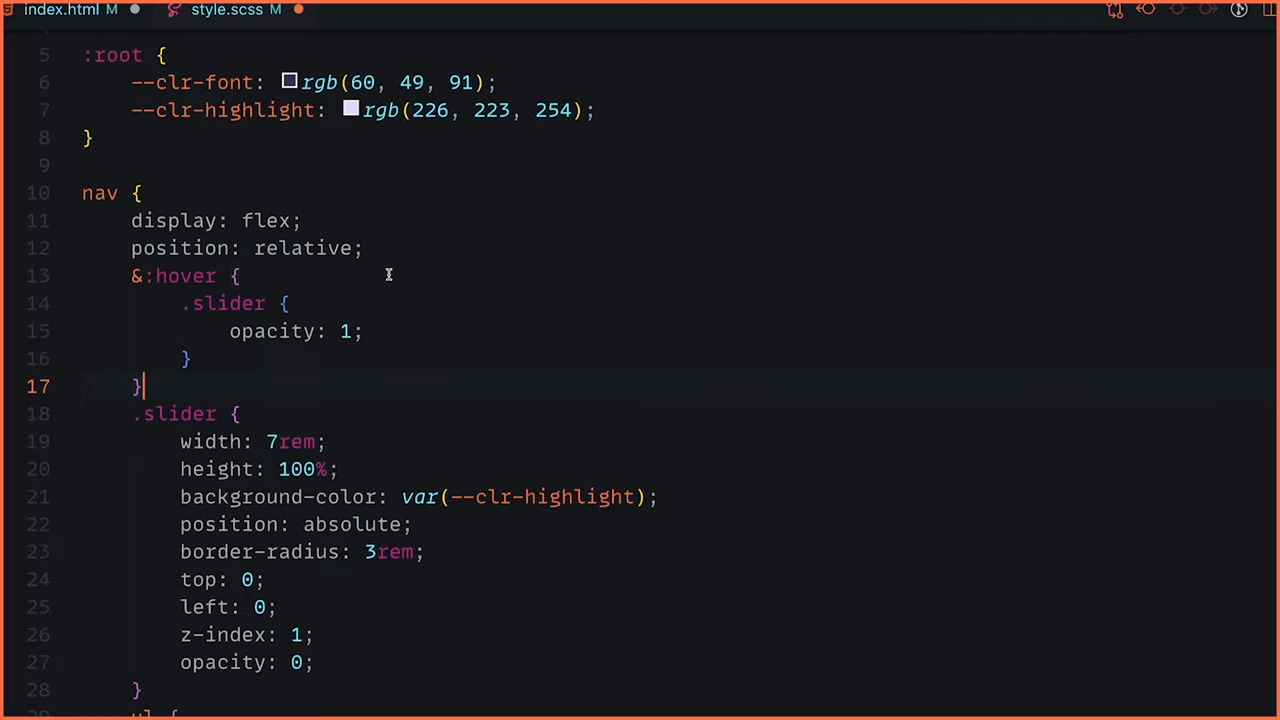 index.html M style.scss M
5 :root {
6 --clr-font: rgb(60, 49, 91);
7 --clr-highlight: rgb(226, 223, 254);
8 }
9
10 nav {
11 display: flex;
12 position: relative;
13 &:hover {
14 .slider {
15 opacity: 1;
16 }
17 }
18 .slider {
19 width: 7rem;
20 height: 100%;
21 background-color: var(--clr-highlight);
22 position: absolute;
23 border-radius: 3rem;
24 top: 0;
25 left: 0;
26 z-index: 1;
27 opacity: 0;
28 }